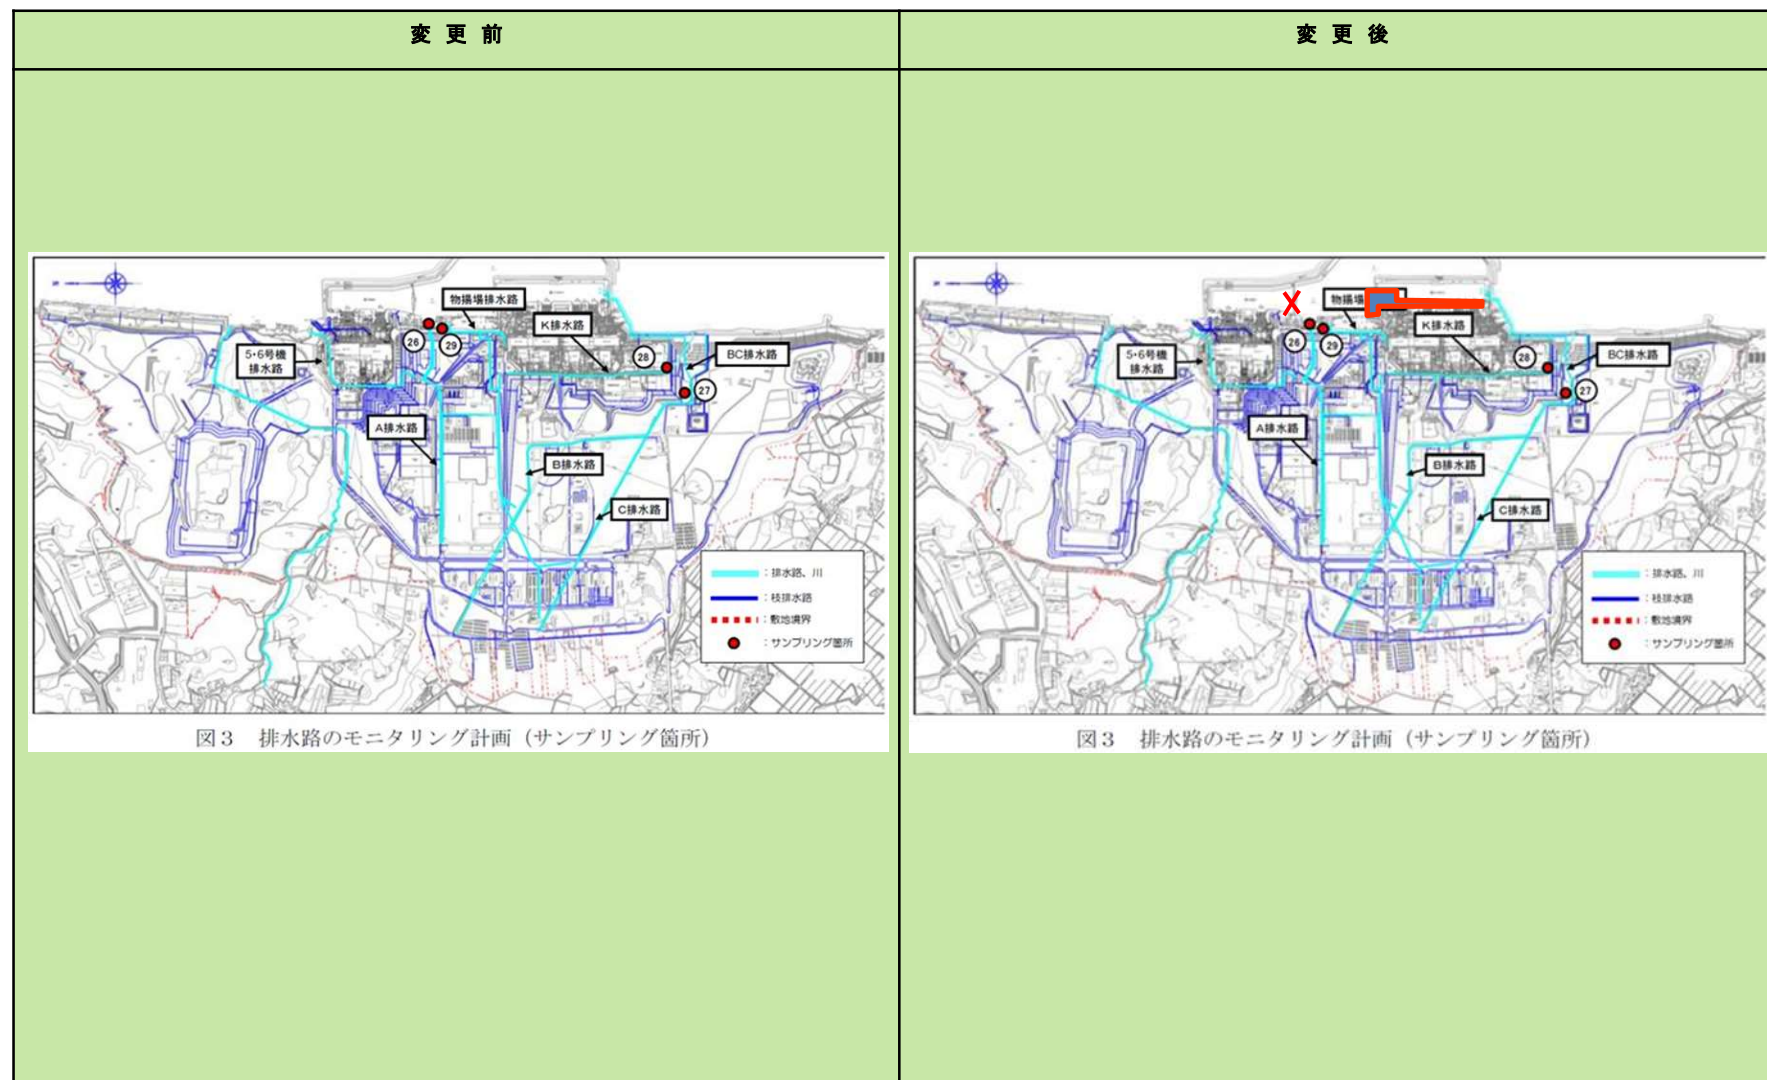 変更前
変更後
物揚場排水路
K排水路
5・6号機
排水路
26
29
28
BC排水路
27
A排水路
B排水路
C排水路
：排水路、川
：枝排水路
：敷地境界
：サンプリング箇所
図3 排水路のモニタリング計画（サンプリング箇所）
X
物揚場
K排水路
5・6号機
排水路
26
29
28
BC排水路
27
A排水路
B排水路
C排水路
：排水路、川
：枝排水路
：敷地境界
：サンプリング箇所
図3 排水路のモニタリング計画（サンプリング箇所）